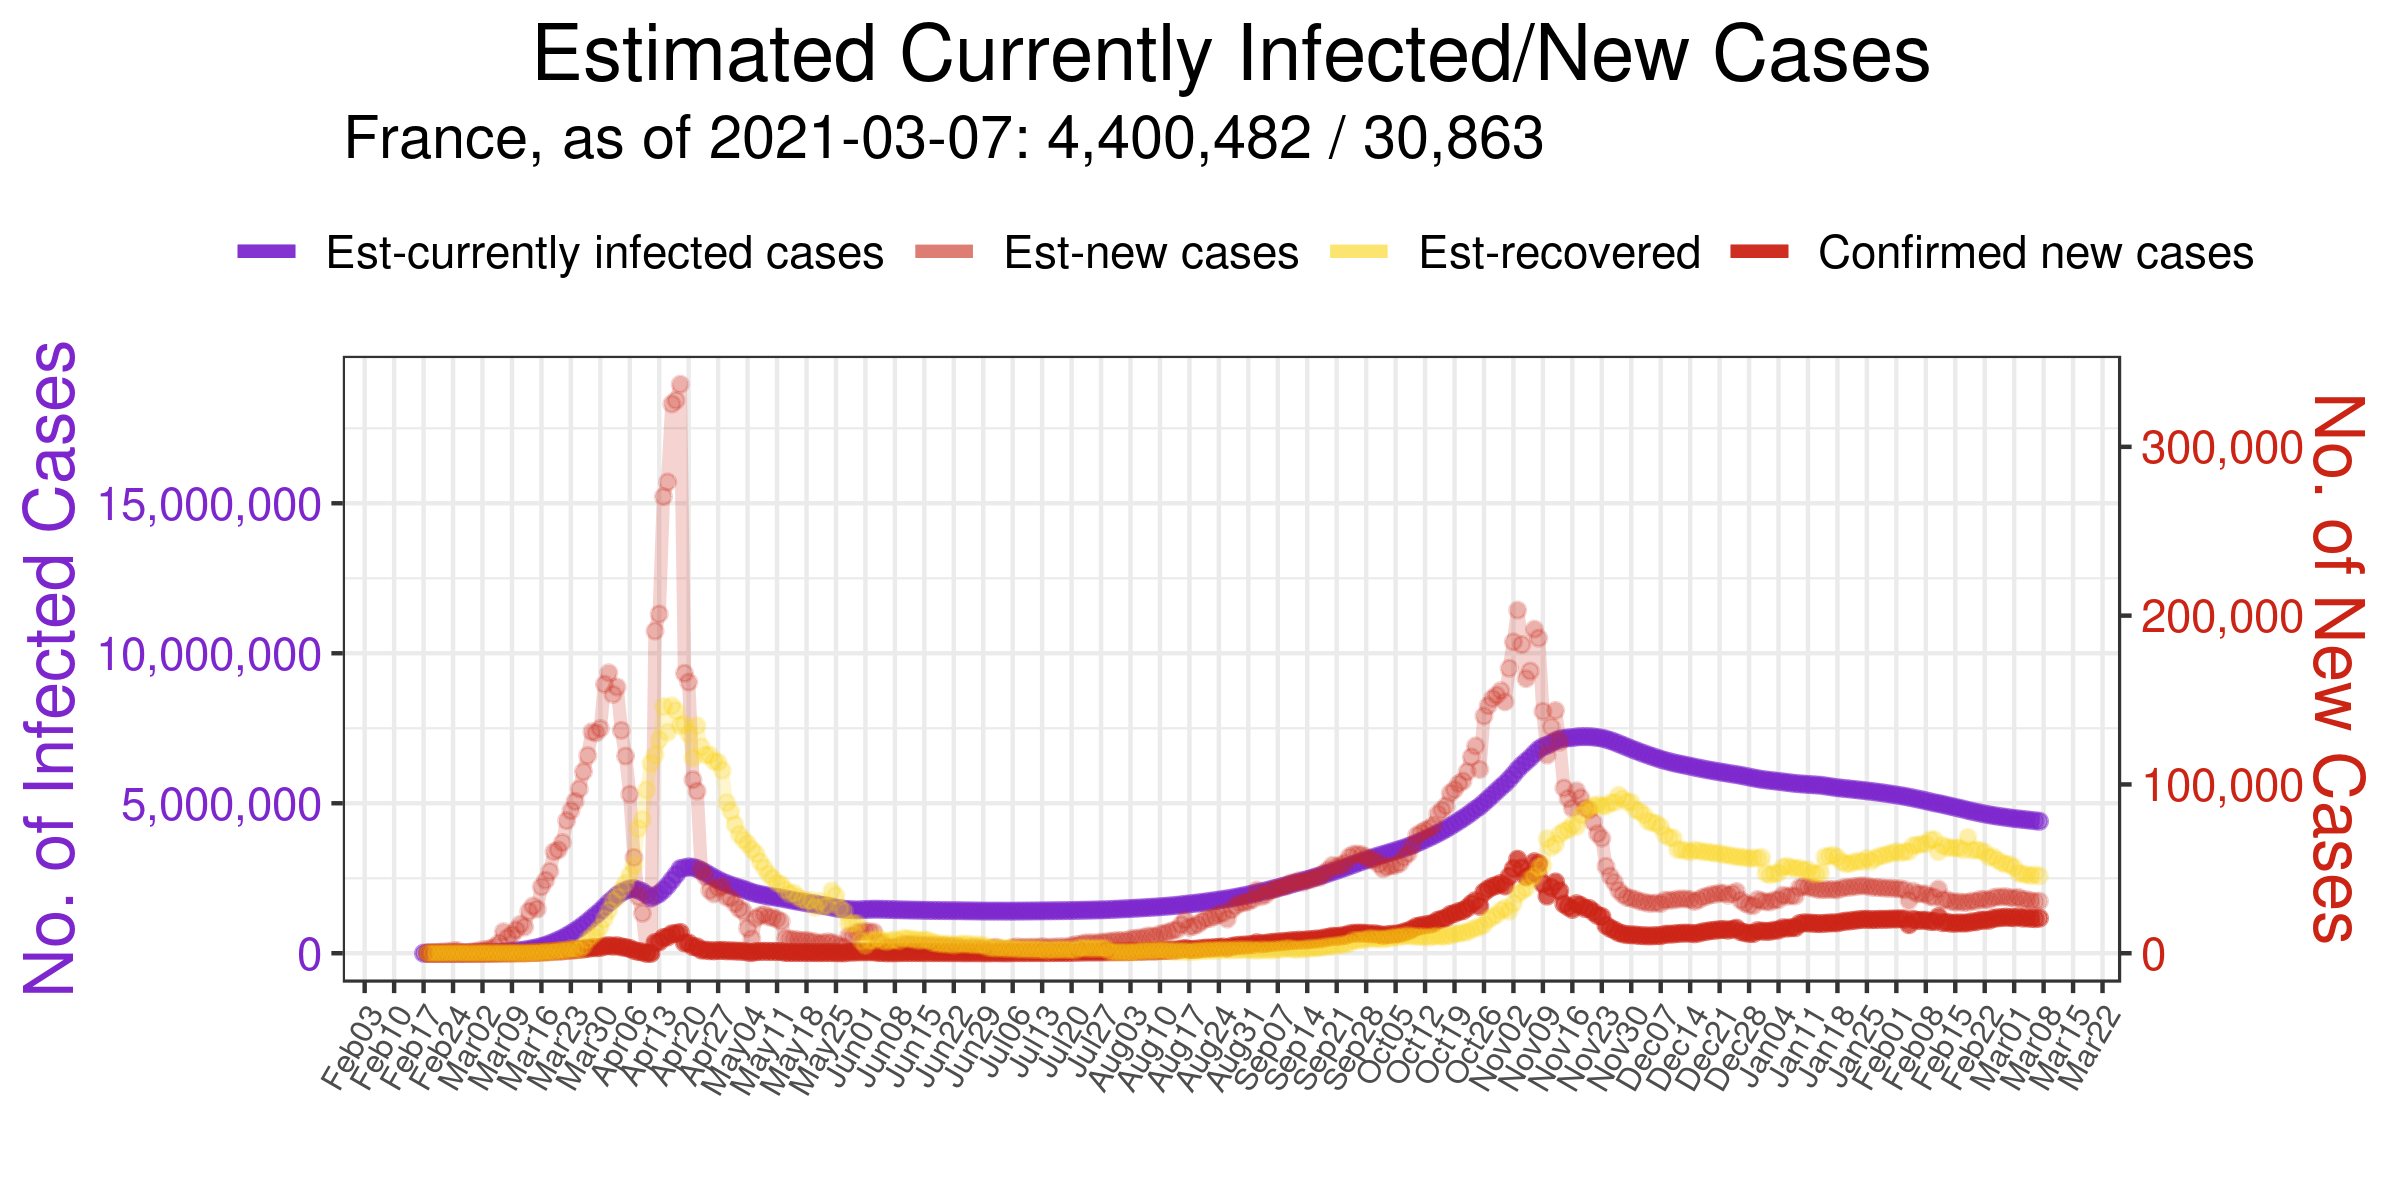 Estimated Currently Infected/New Cases
France, as of 2021-03-07: 4,400,482 / 30,863
Est-currently infected cases Est-new cases Est-recovered Confirmed new cases
No. of Infected Cases
15,000,000
10,000,000
5,000,000
0
300,000
200,000
100,000
0
No. of New Cases
Feb03 Feb10 Feb17 Feb24 Mar02 Mar09 Mar16 Mar23 Mar30 Apr06 Apr13 Apr20 Apr27 May04 May11 May18 May25 Jun01 Jun08 Jun15 Jun22 Jun29 Jul06 Jul13 Jul20 Jul27 Aug03 Aug10 Aug17 Aug24 Aug31 Sep07 Sep14 Sep21 Sep28 Oct05 Oct12 Oct19 Oct26 Nov02 Nov09 Nov16 Nov23 Nov30 Dec07 Dec14 Dec21 Dec28 Jan04 Jan11 Jan18 Jan25 Feb01 Feb08 Feb15 Feb22 Mar01 Mar08 Mar15 Mar22